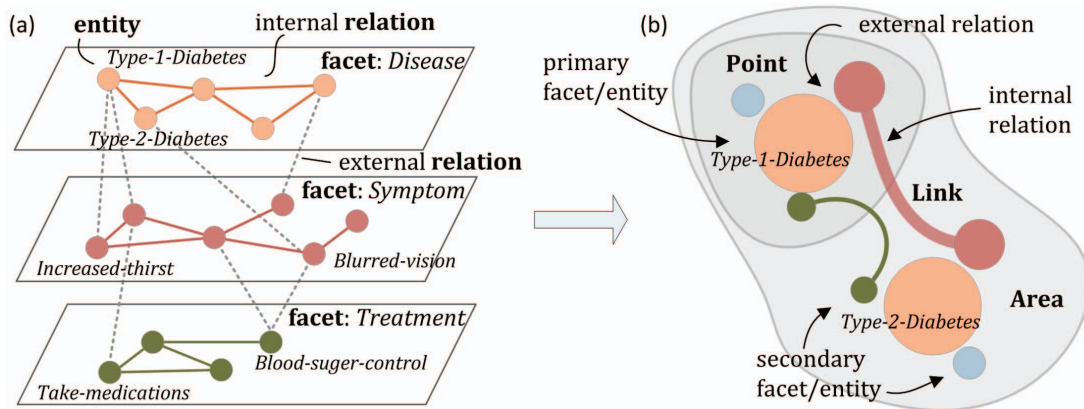 (a)
entity
internal relation
Type-1-Diabetes
facet: Disease
Type-2-Diabetes
external relation
facet: Symptom
Increased-thirst
Blurred-vision
facet: Treatment
Blood-suger-control
Take-medications
(b)
external relation
Point
primary
facet/entity
internal
relation
Type-1-Diabetes
Link
Area
Type-2-Diabetes
secondary
facet/entity